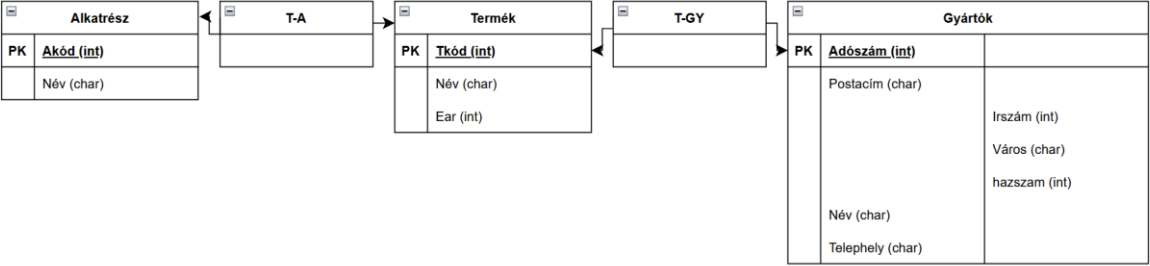 Alkatrész
PK Akód (int)
Név (char)
T-A
Termék
PK Tkód (int)
Név (char)
Ear (int)
T-GY
Gyártók
PK Adószám (int)
Postacím (char)
Irszám (int)
Város (char)
hazszam (int)
Név (char)
Telephely (char)